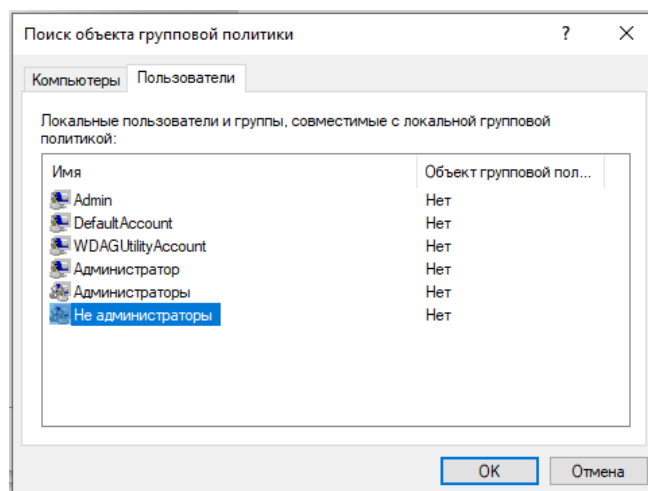 Поиск объекта групповой политики ? ×
Компьютеры Пользователи
Локальные пользователи и группы, совместимые с локальной групповой
политикой:
Имя Объект групповой пол...
Admin Нет
DefaultAccount Нет
WDAGUtilityAccount Нет
Администратор Нет
Администраторы Нет
Не администраторы Нет
OK Отмена